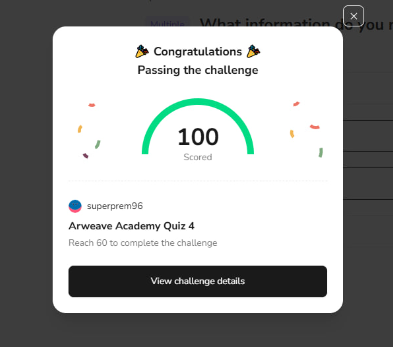 Multiple
What information do you n
Congratulations
Passing the challenge
100
Scored
superprem96
Arweave Academy Quiz 4
Reach 60 to complete the challenge.
View challenge details